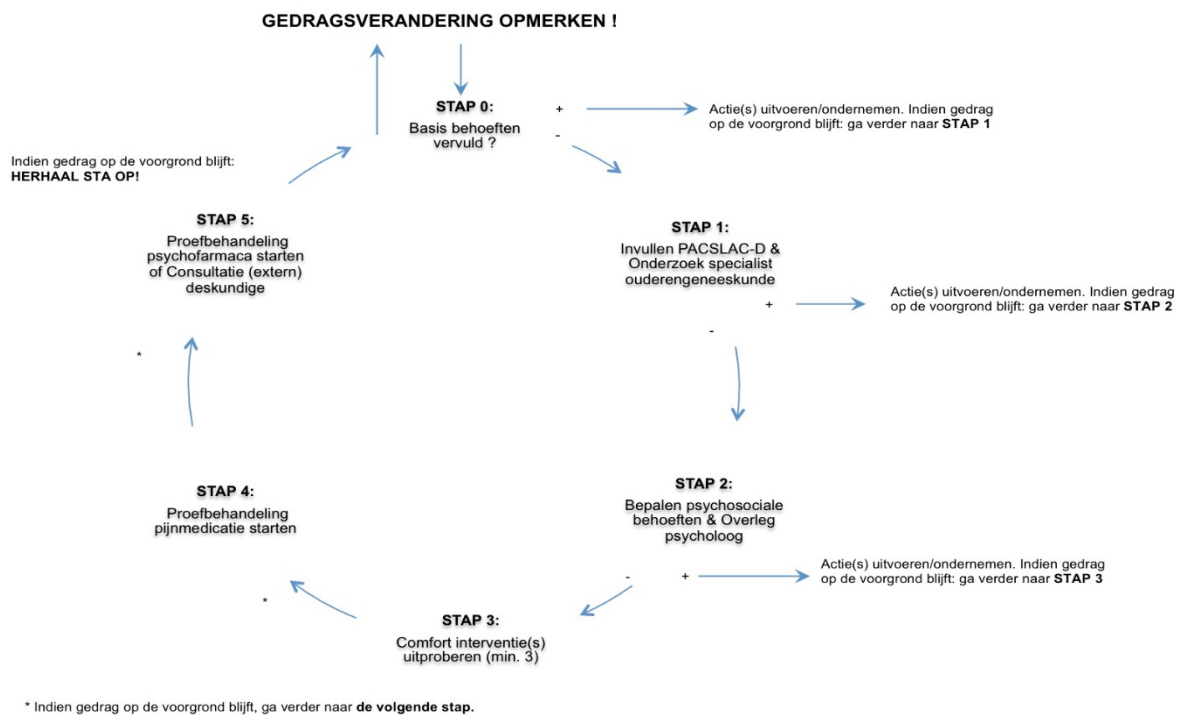 GEDRAGSVERANDERING OPMERKEN !
STAP 0:
Basis behoeften
vervuld ?
+
-
Actie(s) uitvoeren/ondernemen. Indien gedrag
op de voorgrond blijft: ga verder naar STAP 1
STAP 1:
Invullen PACSLAC-D &
Onderzoek specialist
ouderengeneeskunde
+
-
Actie(s) uitvoeren/ondernemen. Indien gedrag
op de voorgrond blijft: ga verder naar STAP 2
STAP 2:
Bepalen psychosociale
behoeften & Overleg
psycholoog
-
+
Actie(s) uitvoeren/ondernemen. Indien gedrag
op de voorgrond blijft: ga verder naar STAP 3
STAP 3:
Comfort interventie(s)
uitproberen (min. 3)
*
STAP 4:
Proefbehandeling
pijnmedicatie starten
*
STAP 5:
Proefbehandeling
psychofarmaca starten
of Consultatie (extern)
deskundige
Indien gedrag op de voorgrond blijft:
HERHAAL STA OP!
* Indien gedrag op de voorgrond blijft, ga verder naar de volgende stap.